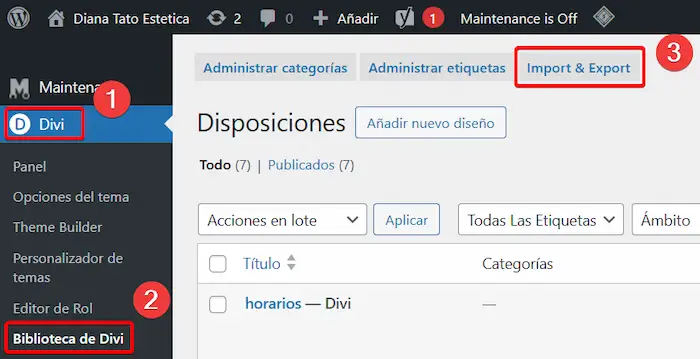 Diana Tato Estetica 2 0 + Añadir 1 Maintenance is Off
3
Administrar categorías Administrar etiquetas Import & Export
1
D Divi
Disposiciones Añadir nuevo diseño
Panel
Todo (7) | Publicados (7)
Opciones del tema
Theme Builder
Acciones en lote Aplicar Todas Las Etiquetas Ámbito
Personalizador de
temas
Título Categorías
2
Editor de Rol
horarios — Divi —
Biblioteca de Divi